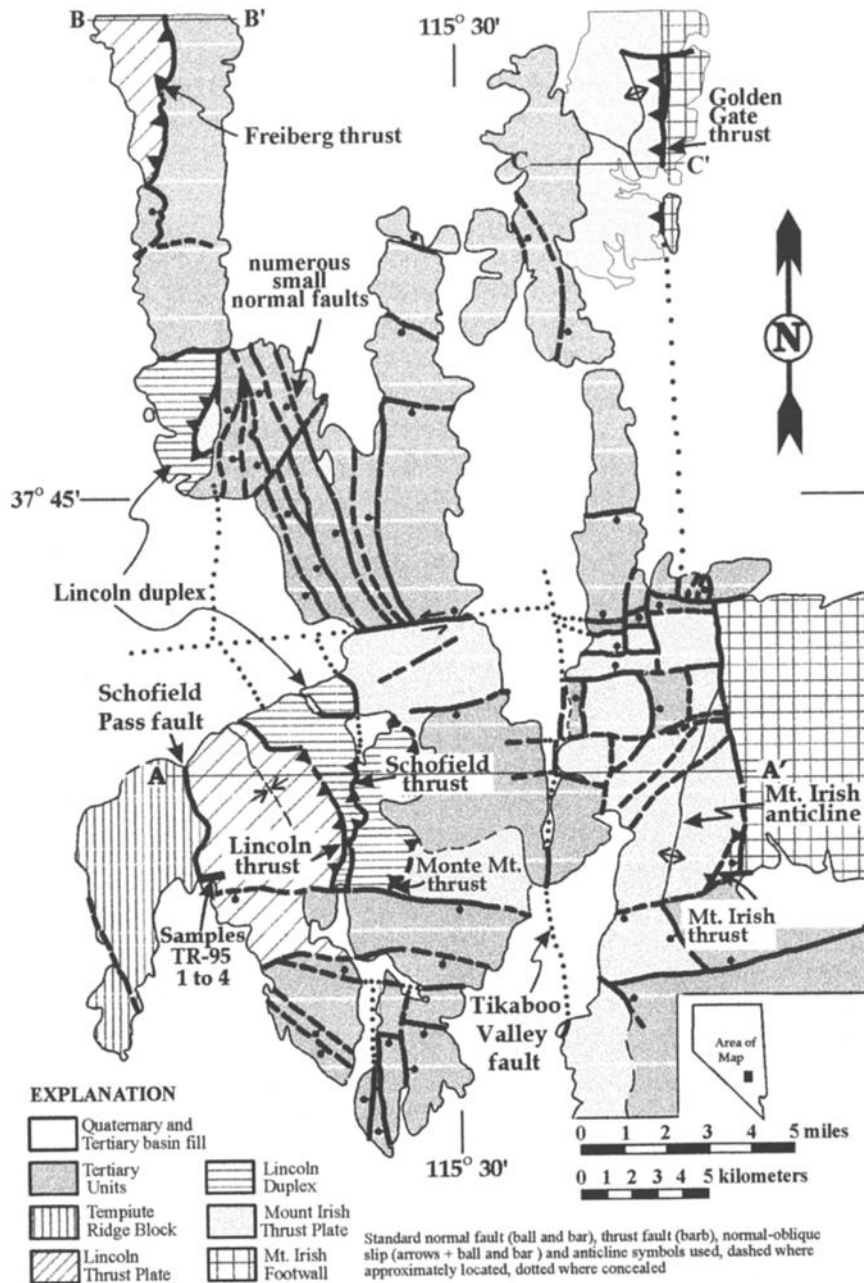 B
B'
115° 30'
Freiberg thrust
Golden
Gate
thrust
C
C'
numerous
small
normal faults
N
37° 45'
Lincoln duplex
Schofield
Pass fault
A
A'
Schofield
thrust
Mt. Irish
anticline
Lincoln
thrust
Monte Mt.
thrust
Mt. Irish
thrust
Samples
TR-95
1 to 4
Tikaboo
Valley
fault
Area of
Map
EXPLANATION
Quaternary and
Tertiary basin fill
Tertiary
Units
Tempiute
Ridge Block
Lincoln
Thrust Plate
Lincoln
Duplex
Mount Irish
Thrust Plate
Mt. Irish
Footwall
115° 30'
0 1 2 3 4 5 miles
0 1 2 3 4 5 kilometers
Standard normal fault (ball and bar), thrust fault (barb), normal-oblique
slip (arrows + ball and bar ) and anticline symbols used, dashed where
approximately located, dotted where concealed